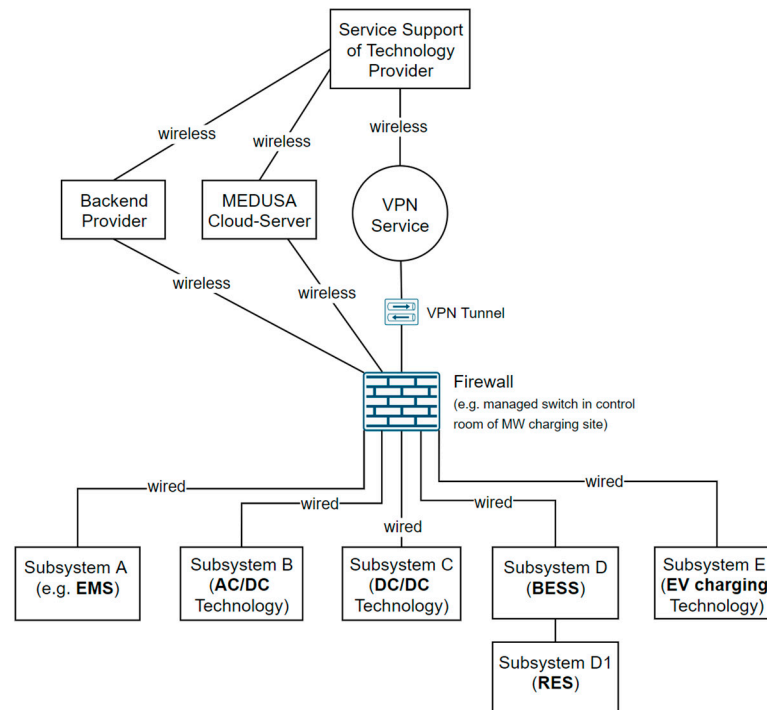 Service Support
of Technology
Provider
wireless
wireless
wireless
Backend
Provider
MEDUSA
Cloud-Server
VPN
Service
wireless
wireless
VPN Tunnel
Firewall
(e.g. managed switch in control
room of MW charging site)
wired
wired
wired
wired
wired
Subsystem A
(e.g. EMS)
Subsystem B
(AC/DC
Technology)
Subsystem C
(DC/DC
Technology)
Subsystem D
(BESS)
Subsystem E
(EV charging
Technology)
Subsystem D1
(RES)